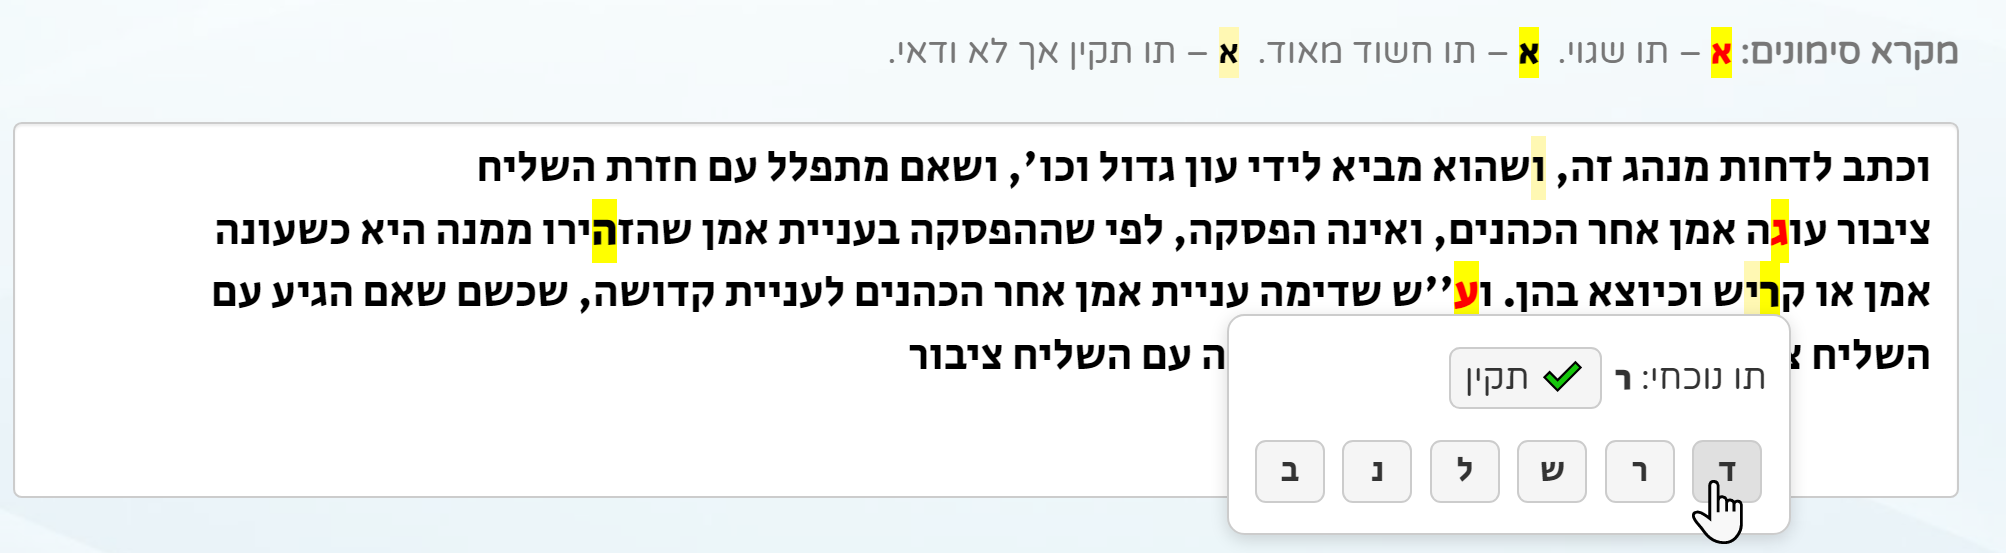 מקרא סימונים: א – תו שגוי. א – תו חשוד מאוד. א – תו תקין אך לא ודאי.
וכתב לדחות מנהג זה, ושהוא מביא לידי עון גדול וכו’, ושאם מתפלל עם חזרת השליח
ציבור עוגה אמן אחר הכהנים, ואינה הפסקה, לפי שההפסקה בעניית אמן שהזהירו ממנה היא כשעונה
אמן או קריש וכיוצא בהן. וע’’ש שדימה עניית אמן אחר הכהנים לעניית קדושה, שכשם שאם הגיע עם
השליח צ ה עם השליח ציבור
תו נוכחי: ר תקין
ד ר ש ל נ ב